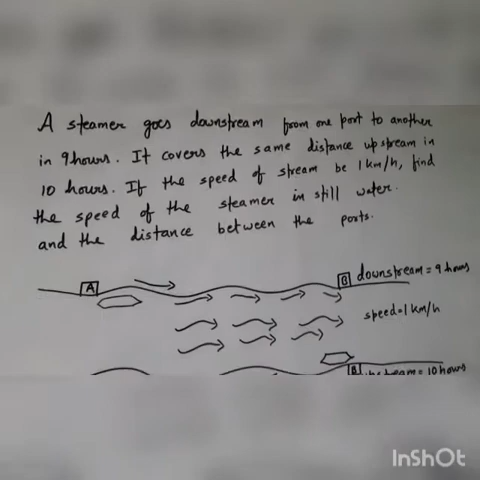 A steamer goes downstream from one port to another
in 9 hours. It covers the same distance upstream in
10 hours. If the speed of stream be 1 km/h, find
the speed of the steamer in still water.
and the distance between the ports.
A
B
downstream = 9 hours
speed=1 km/h
B
= 10 hours
InShOt